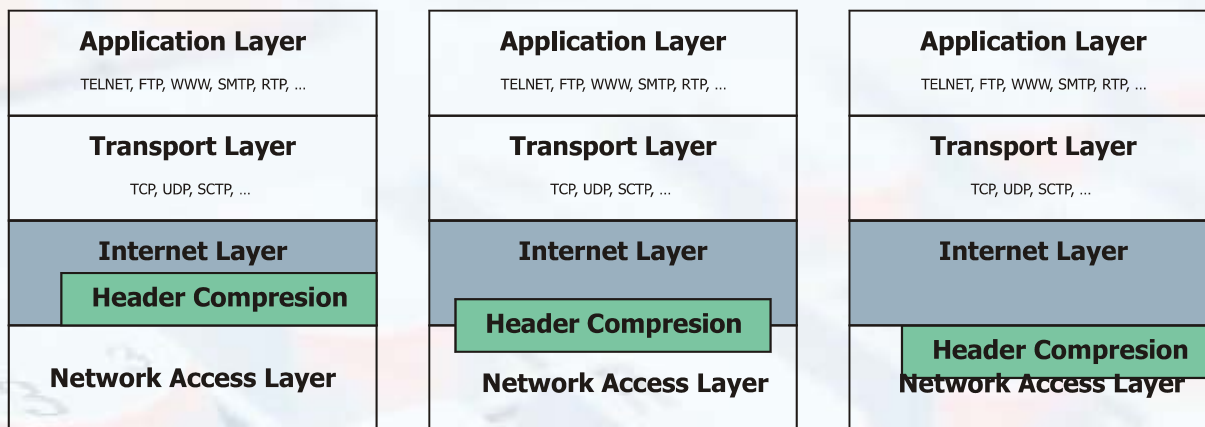 Application Layer
TELNET, FTP, WWW, SMTP, RTP, ...
Transport Layer
TCP, UDP, SCTP, ...
Internet Layer
Header Compresion
Network Access Layer
Application Layer
TELNET, FTP, WWW, SMTP, RTP, ...
Transport Layer
TCP, UDP, SCTP, ...
Internet Layer
Header Compresion
Network Access Layer
Application Layer
TELNET, FTP, WWW, SMTP, RTP, ...
Transport Layer
TCP, UDP, SCTP, ...
Internet Layer
Header Compresion
Network Access Layer